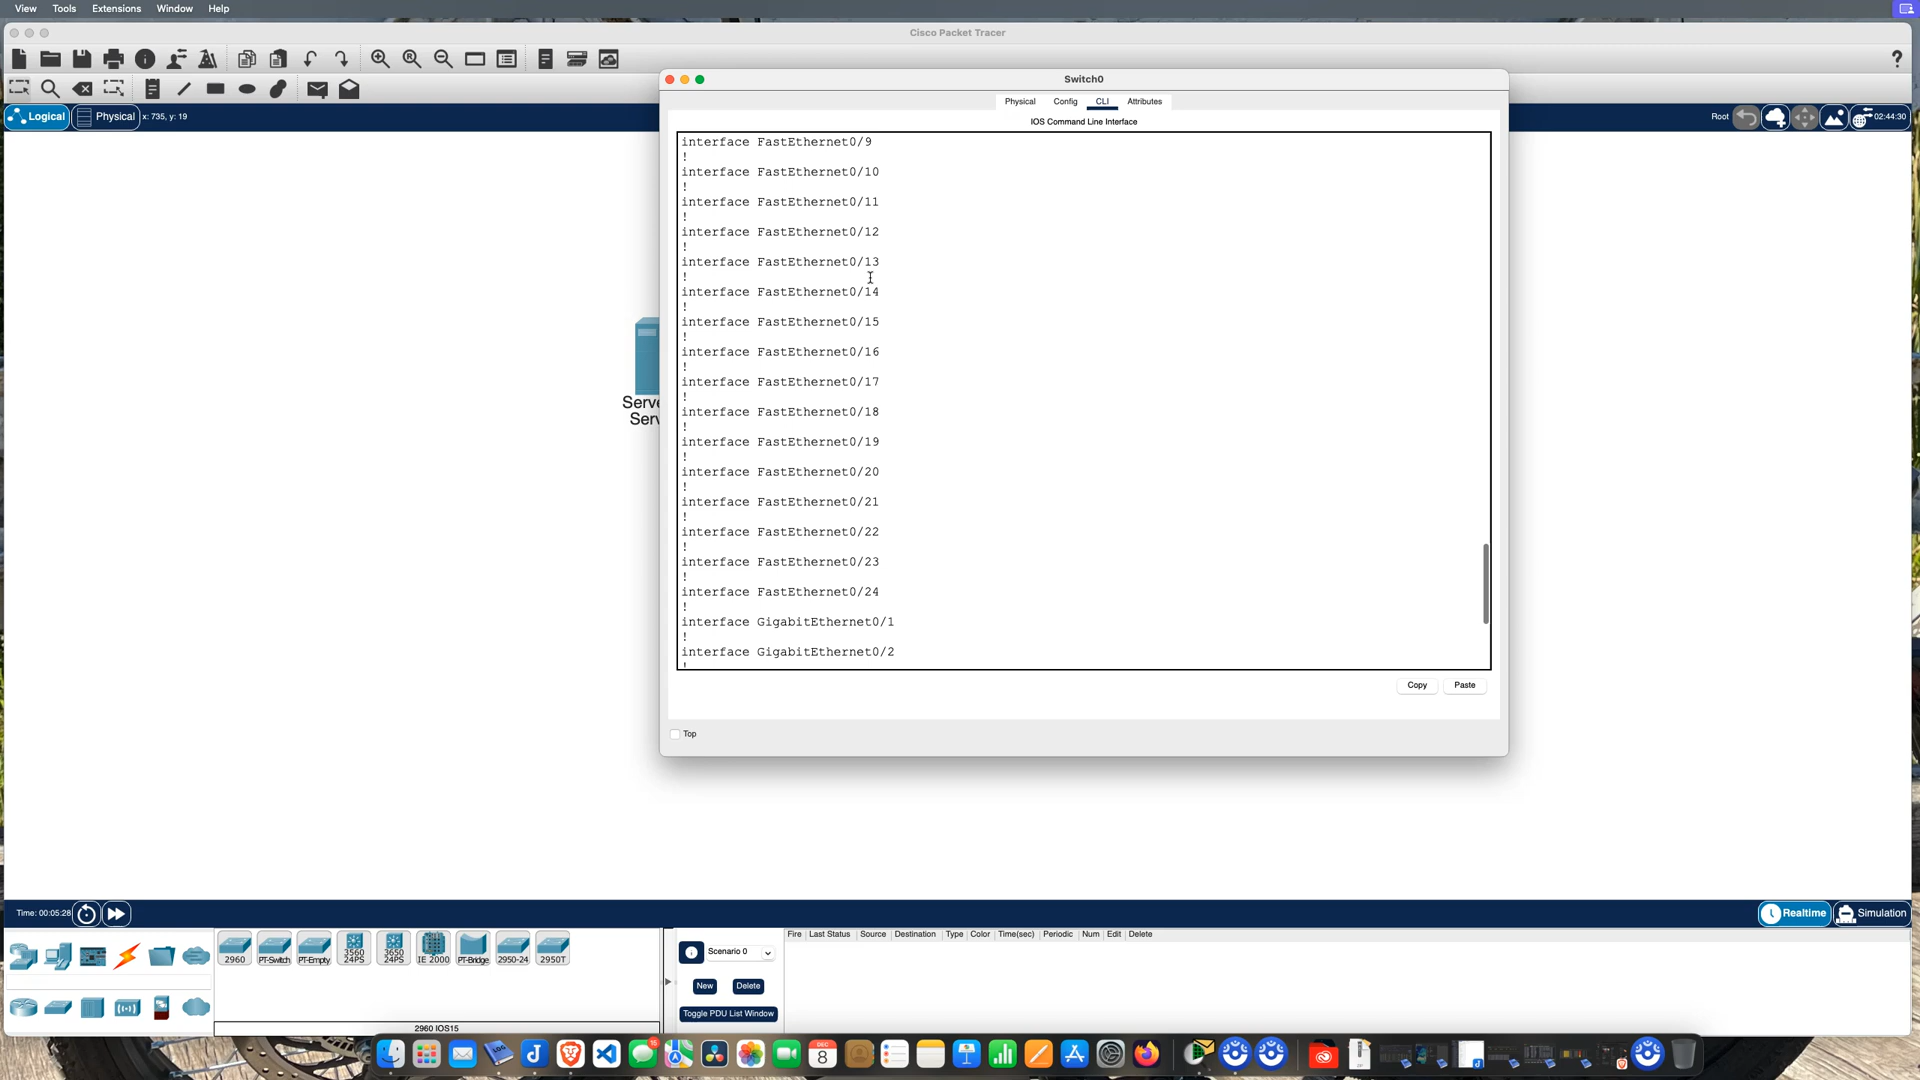 View Tools Extensions Window Help
Cisco Packet Tracer
?
Switch0
Logical Physical x: 735, y: 19
Root 02:44:30
Physical Config CLI Attributes
IOS Command Line Interface
interface FastEthernet0/9
!
interface FastEthernet0/10
!
interface FastEthernet0/11
!
interface FastEthernet0/12
!
interface FastEthernet0/13
!
interface FastEthernet0/14
!
interface FastEthernet0/15
!
interface FastEthernet0/16
!
interface FastEthernet0/17
!
interface FastEthernet0/18
!
interface FastEthernet0/19
!
interface FastEthernet0/20
!
interface FastEthernet0/21
!
interface FastEthernet0/22
!
interface FastEthernet0/23
!
interface FastEthernet0/24
!
interface GigabitEthernet0/1
!
interface GigabitEthernet0/2
!
Serve
Serv
Copy Paste
Top
Time: 00:05:28
Realtime Simulation
2960 PT-Switch PT-Empty 3560 24PS 3650 24PS IE 2000 PT-Bridge 2950-24 2950T
2960 IOS15
Scenario 0
New Delete
Toggle PDU List Window
Fire Last Status Source Destination Type Color Time(sec) Periodic Num Edit Delete
DEC
8